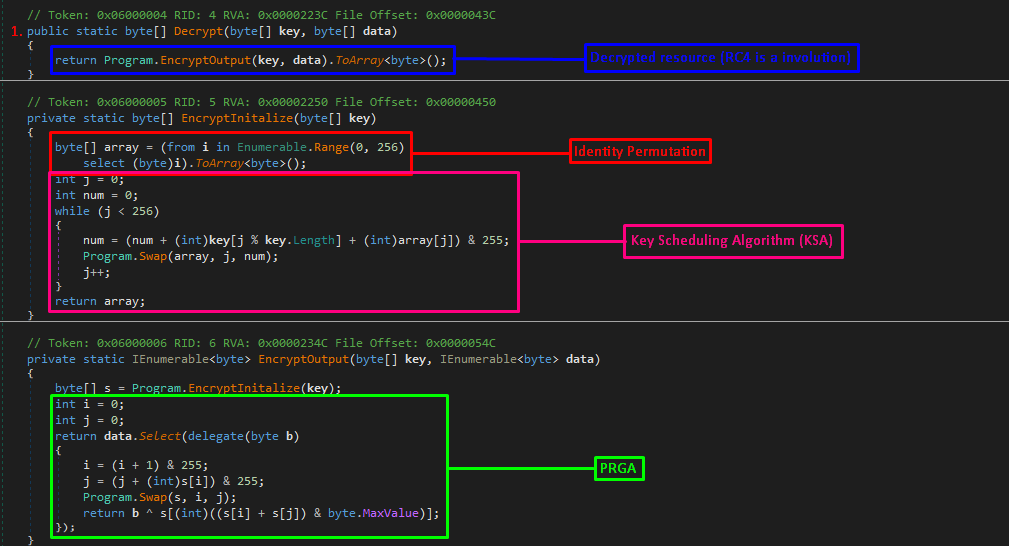 // Token: 0x06000004 RID: 4 RVA: 0x0000223C File Offset: 0x0000043C
1. public static byte[] Decrypt(byte[] key, byte[] data)
{
return Program.EncryptOutput(key, data).ToArray<byte>();
Decrypted resource (RC4 is a involution)
}
// Token: 0x06000005 RID: 5 RVA: 0x00002250 File Offset: 0x00000450
private static byte[] EncryptInitalize(byte[] key)
{
byte[] array = (from i in Enumerable.Range(0, 256)
Identity Permutation
select (byte)i).ToArray<byte>();
int j = 0;
int num = 0;
while (j < 256)
{
num = (num + (int)key[j % key.Length] + (int)array[j]) & 255;
Key Scheduling Algorithm (KSA)
Program.Swap(array, j, num);
j++;
}
return array;
}
// Token: 0x06000006 RID: 6 RVA: 0x0000234C File Offset: 0x0000054C
private static IEnumerable<byte> EncryptOutput(byte[] key, IEnumerable<byte> data)
{
byte[] s = Program.EncryptInitalize(key);
int i = 0;
int j = 0;
return data.Select(delegate(byte b)
{
i = (i + 1) & 255;
PRGA
j = (j + (int)s[i]) & 255;
Program.Swap(s, i, j);
return b ^ s[(int)((s[i] + s[j]) & byte.MaxValue)];
});
}